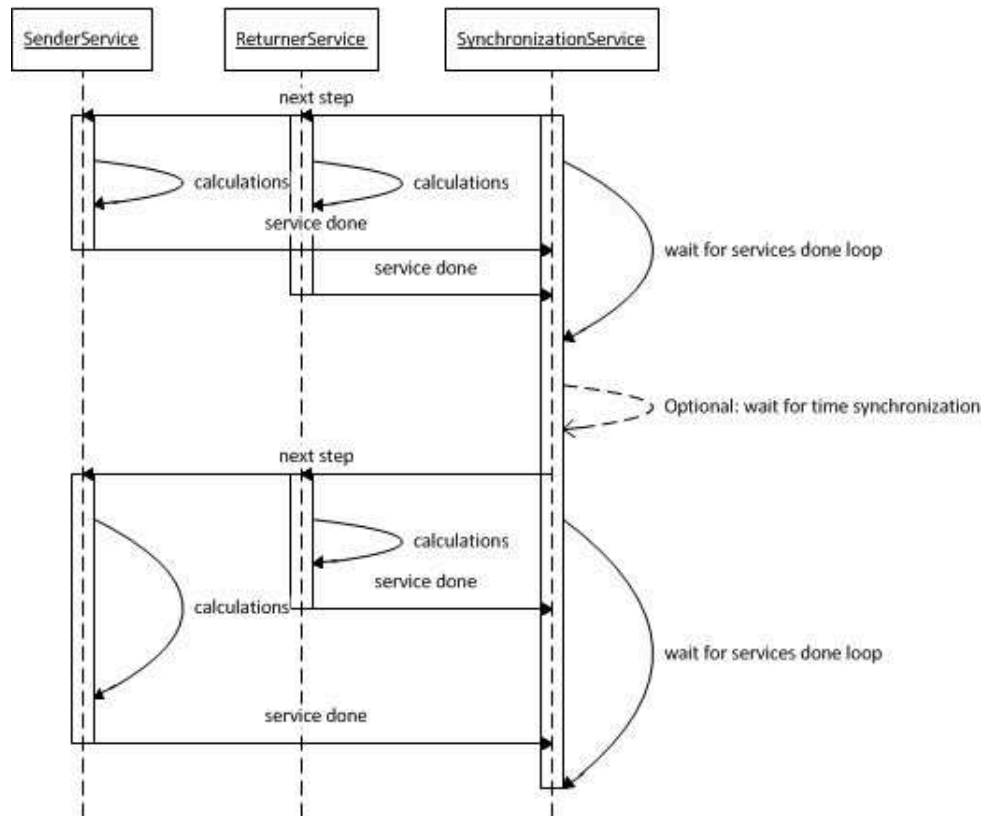 SenderService
ReturnerService
SynchronizationService
next step
calculations
calculations
service done
wait for services done loop
service done
Optional: wait for time synchronization
next step
calculations
service done
calculations
wait for services done loop
service done